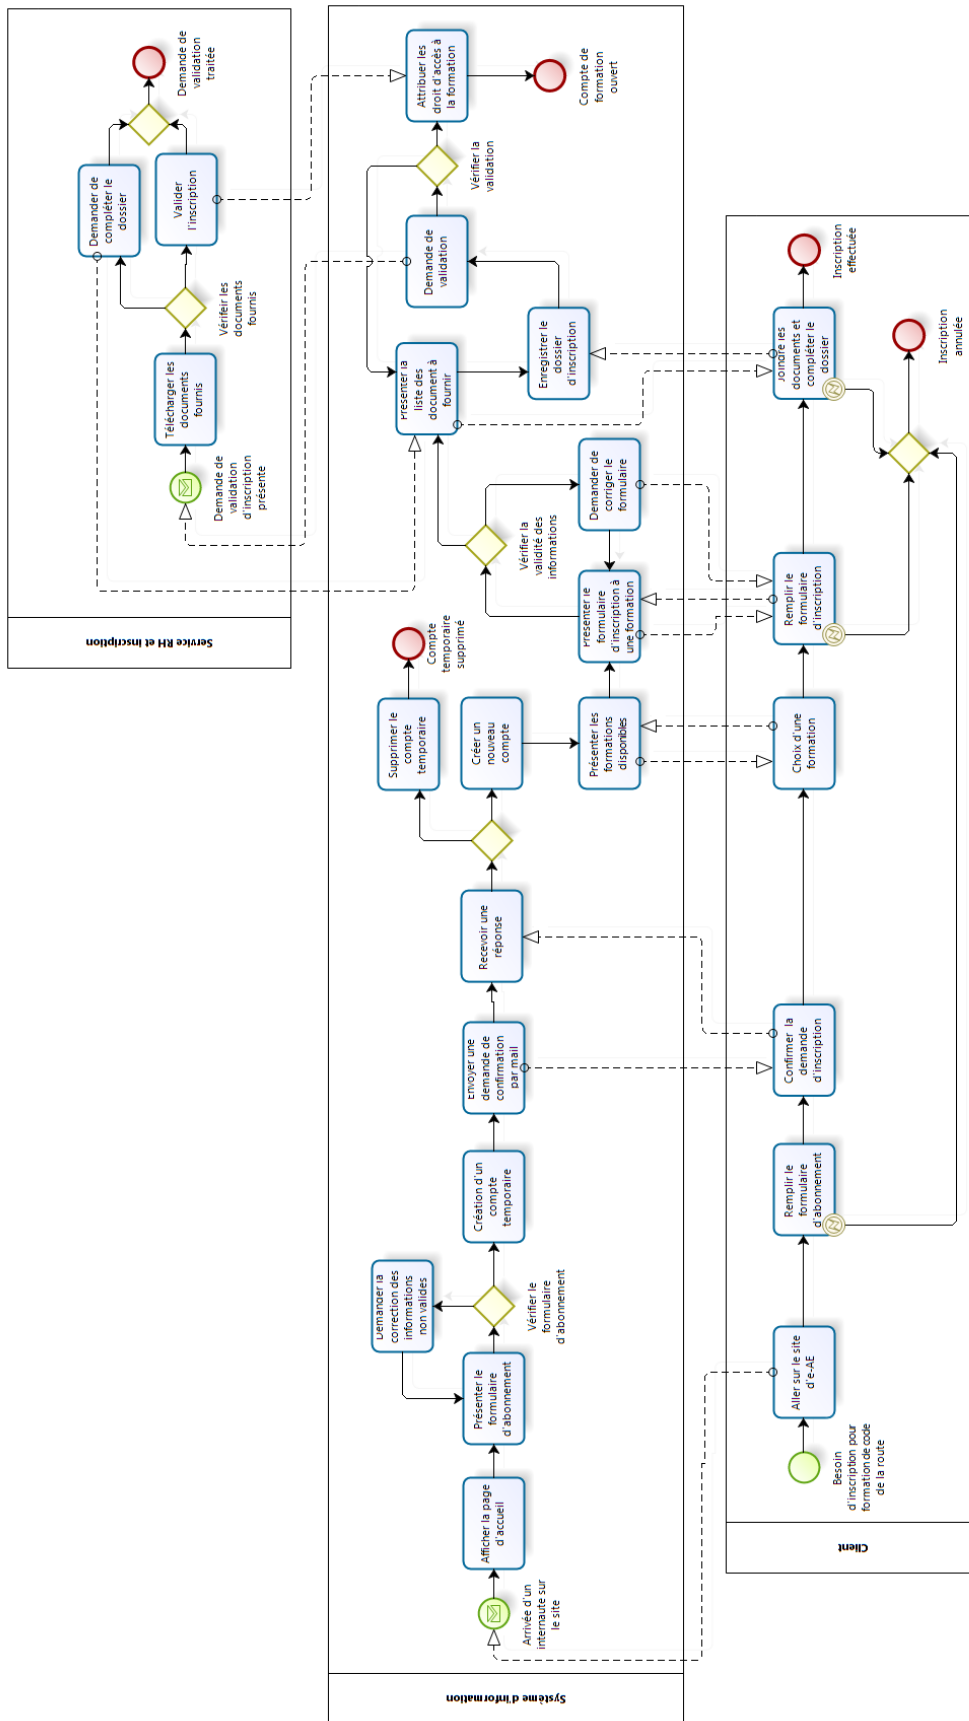 Service RH et Inscription
Demande de
validation
d'inscription
présente
Télécharger les
documents
fournis
Vérifeir les
documents
fournis
Demander de
compléter le
dossier
Valider
l'inscription
Demande de
validation
traitée
Système d'information
Arrivée d'un
internaute sur
le site
Afficher la page
d'accueil
Présenter le
formulaire
d'abonnement
Demander la
correction des
informations
non valides
Vérifier le
formulaire
d'abonnement
Création d'un
compte
temporaire
Envoyer une
demande de
confirmation
par mail
Recevoir une
réponse
Supprimer le
compte
temporaire
Compte
temporaire
supprimé
Créer un
nouveau
compte
Présenter les
formations
disponibles
Présenter le
formulaire
d'inscription à
une formation
Vérifier la
validité des
informations
Demander de
corriger le
formulaire
Présenter la
liste des
document à
fournir
Enregistrer le
dossier
d'inscription
Demande de
validation
Vérifier la
validation
Attribuer les
droit d'accès à
la formation
Compte de
formation
ouvert
Client
Besoin
d'inscription pour
formation de code
de la route
Aller sur le site
d'e-AE
Remplir le
formulaire
d'abonnement
Confirmer la
demande
d'inscription
Choix d'une
formation
Remplir le
formulaire
d'inscription
Joindre les
documents et
compléter le
dossier
Inscription
effectuée
Inscription
annulée